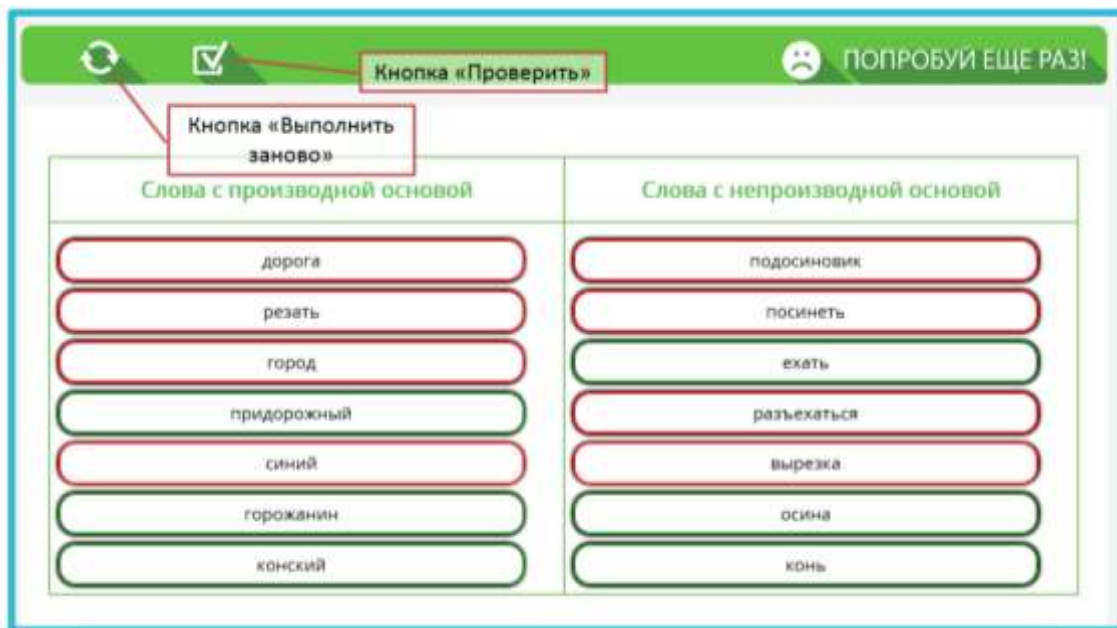 Кнопка «Проверить»
ПОПРОБУЙ ЕЩЕ РАЗ!
Кнопка «Выполнить
заново»
Слова с производной основой
Слова с непроизводной основой
дорога
подосиновик
резать
посинеть
город
ехать
придорожный
разъехаться
синий
вырезка
горожанин
осина
конский
конь